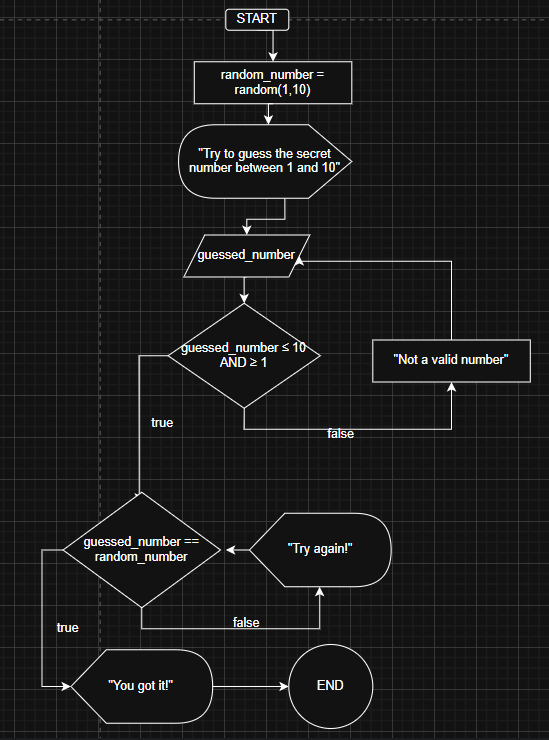 START
random_number =
random(1,10)
"Try to guess the secret
number between 1 and 10"
guessed_number
guessed_number ≤ 10
AND ≥ 1
"Not a valid number"
true
false
guessed_number ==
random_number
"Try again!"
false
true
"You got it!"
END